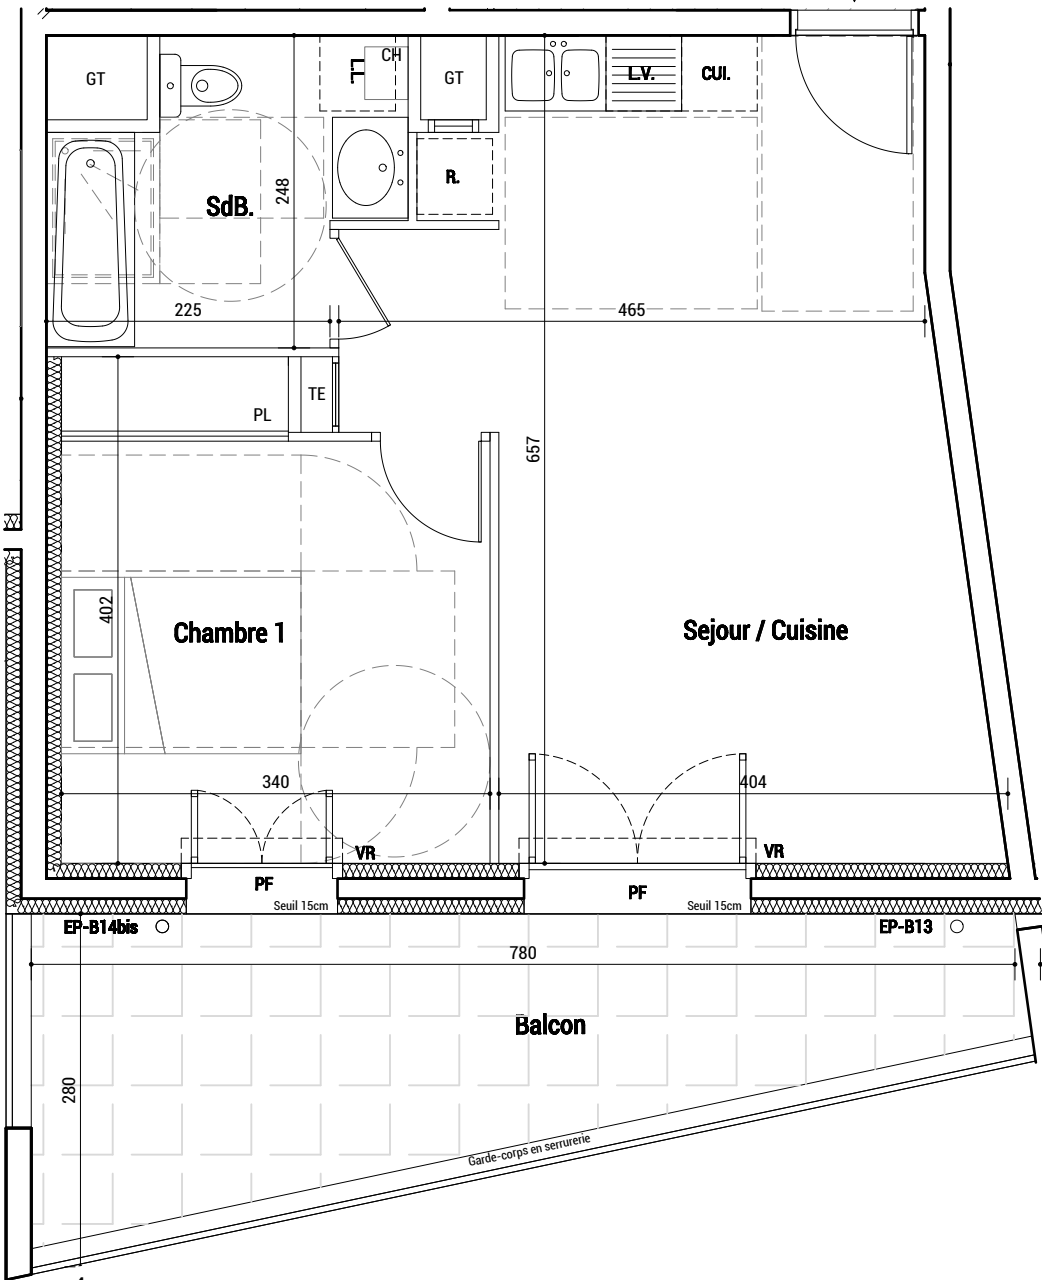 GT
CH
L.L
GT
L.V.
CUI.
R.
SdB.
248
225
465
PL
TE
657
402
Chambre 1
Sejour / Cuisine
340
404
VR
VR
PF
PF
Seuil 15cm
Seuil 15cm
EP-B14bis
EP-B13
780
Balcon
280
Garde-corps en serrurerie